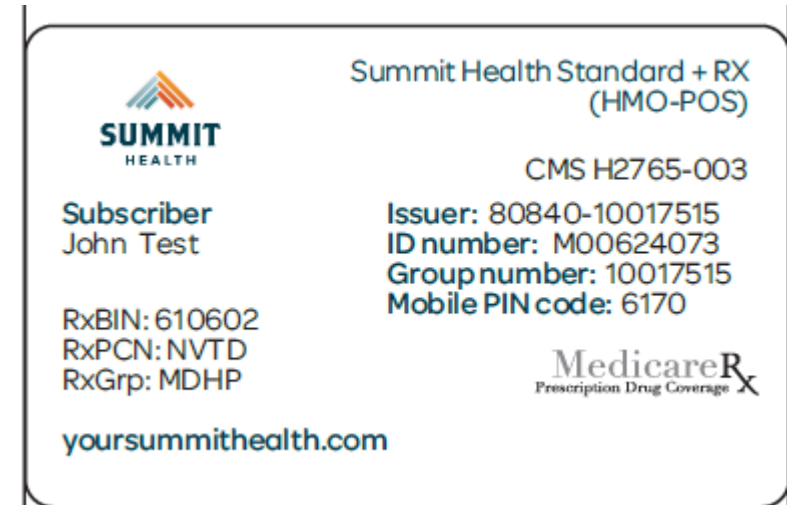 SUMMIT
HEALTH
Summit Health Standard + RX
(HMO-POS)
CMS H2765-003
Subscriber
John Test
Issuer: 80840-10017515
ID number: M00624073
Group number: 10017515
Mobile PIN code: 6170
RxBIN: 610602
RxPCN: NVTD
RxGrp: MDHP
MedicareRx
Prescription Drug Coverage
yoursummithealth.com